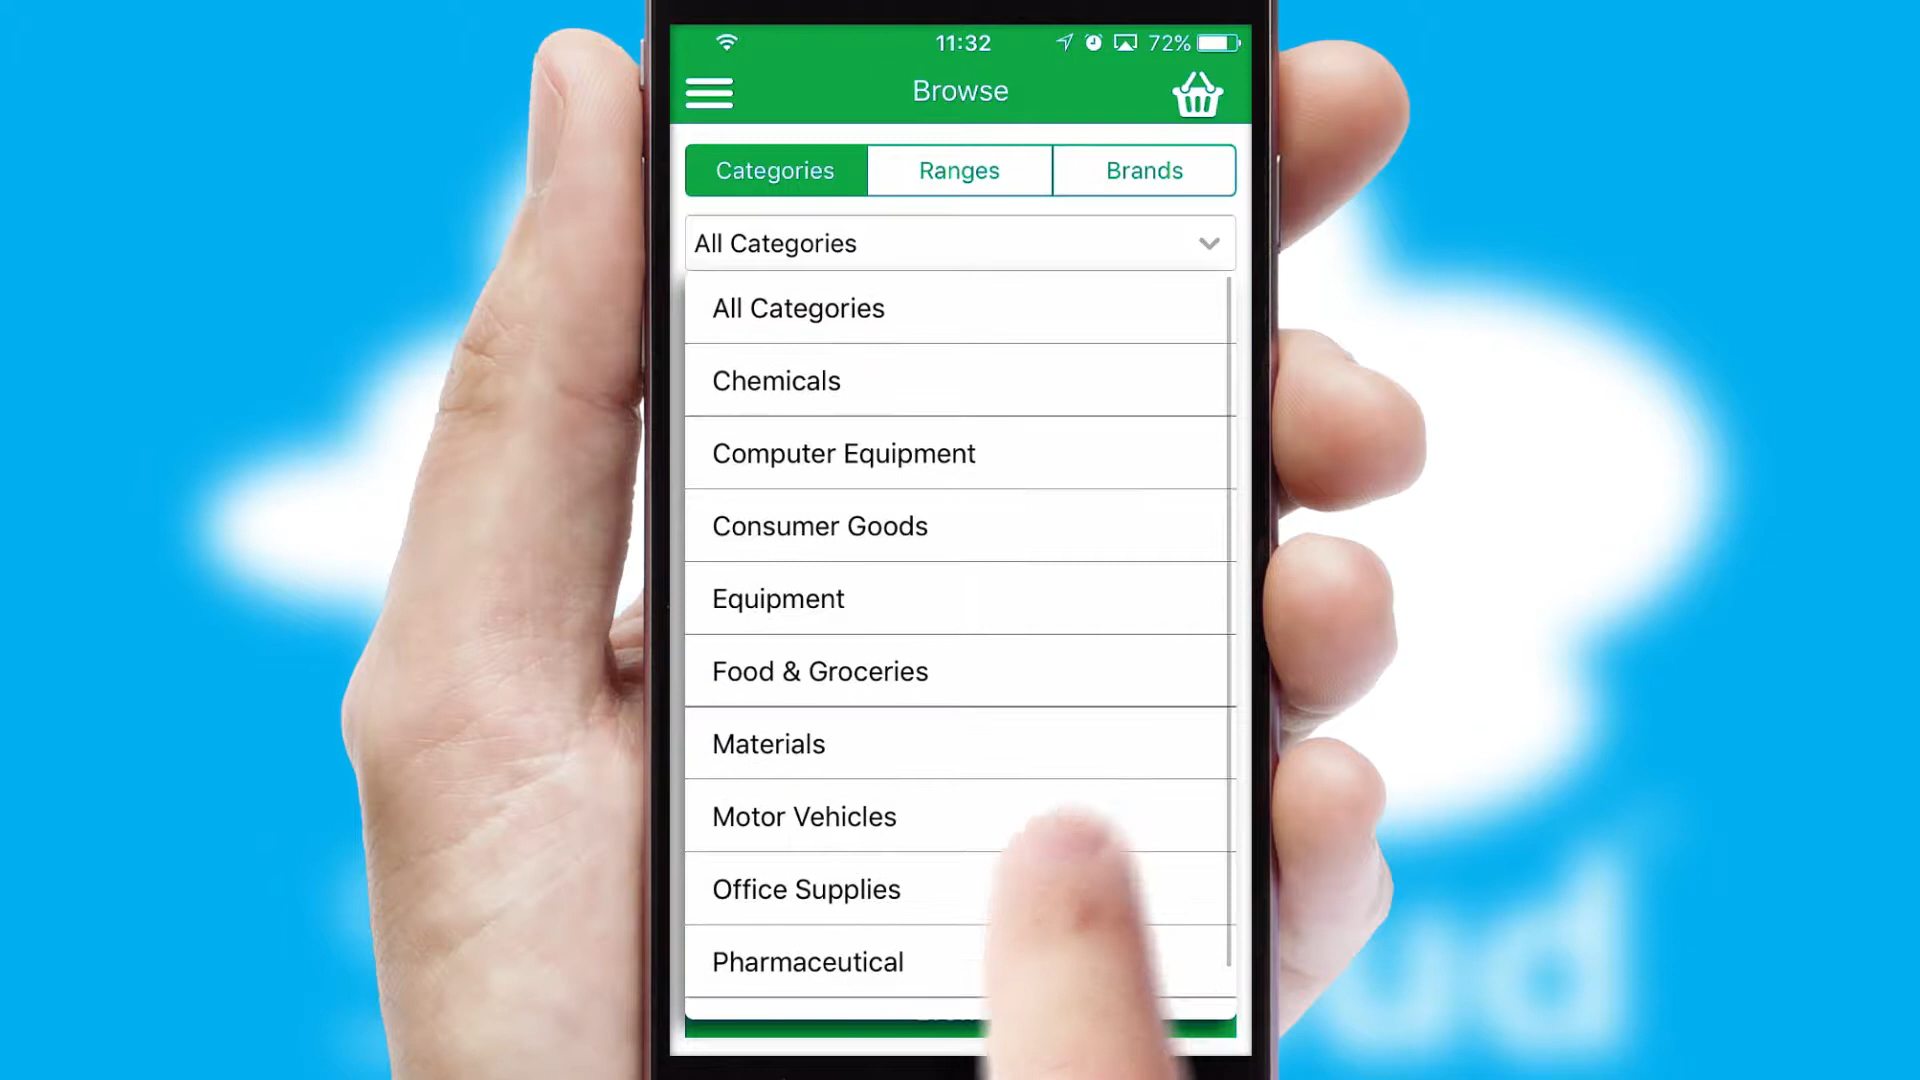 11:32 72%
Browse
Categories Ranges Brands
All Categories
All Categories
Chemicals
Computer Equipment
Consumer Goods
Equipment
Food & Groceries
Materials
Motor Vehicles
Office Supplies
Pharmaceutical
ud